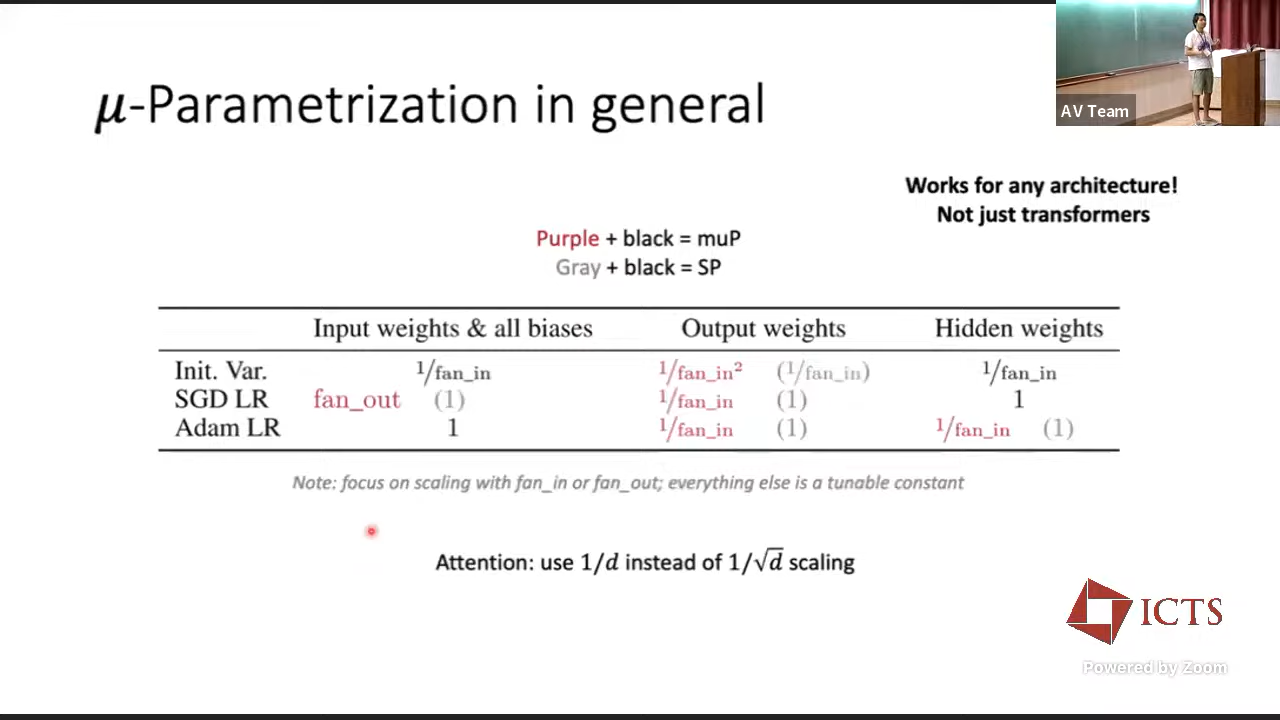 AV Team
μ-Parametrization in general
Works for any architecture!
Not just transformers
Purple + black = muP
Gray + black = SP
Input weights & all biases Output weights Hidden weights
Init. Var. 1/fan_in 1/fan_in² (1/fan_in) 1/fan_in
SGD LR fan_out (1) 1/fan_in (1) 1
Adam LR 1 1/fan_in (1) 1/fan_in (1)
Note: focus on scaling with fan_in or fan_out; everything else is a tunable constant
Attention: use 1/d instead of 1/√d scaling
ICTS
Powered by Zoom